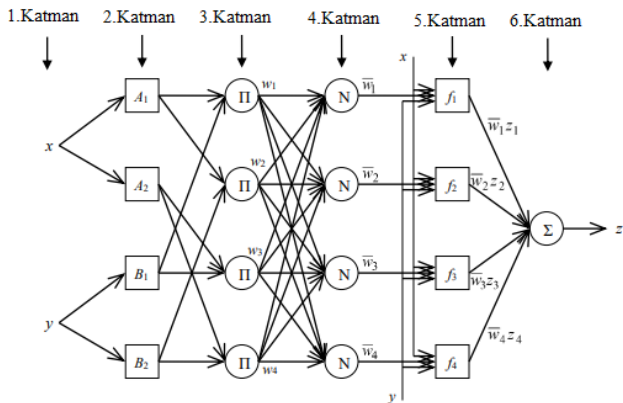 1.Katman 2.Katman 3.Katman 4.Katman 5.Katman 6.Katman
x
A₁ Π w₁ N w̅₁ f₁
w̅₁z₁
x
A₂ Π w₂ N w̅₂ f₂ w̅₂z₂
Σ z
B₁ Π w₃ N w̅₃ f₃ w̅₃z₃
y
B₂ Π w₄ N w̅₄ f₄ w̅₄z₄
y